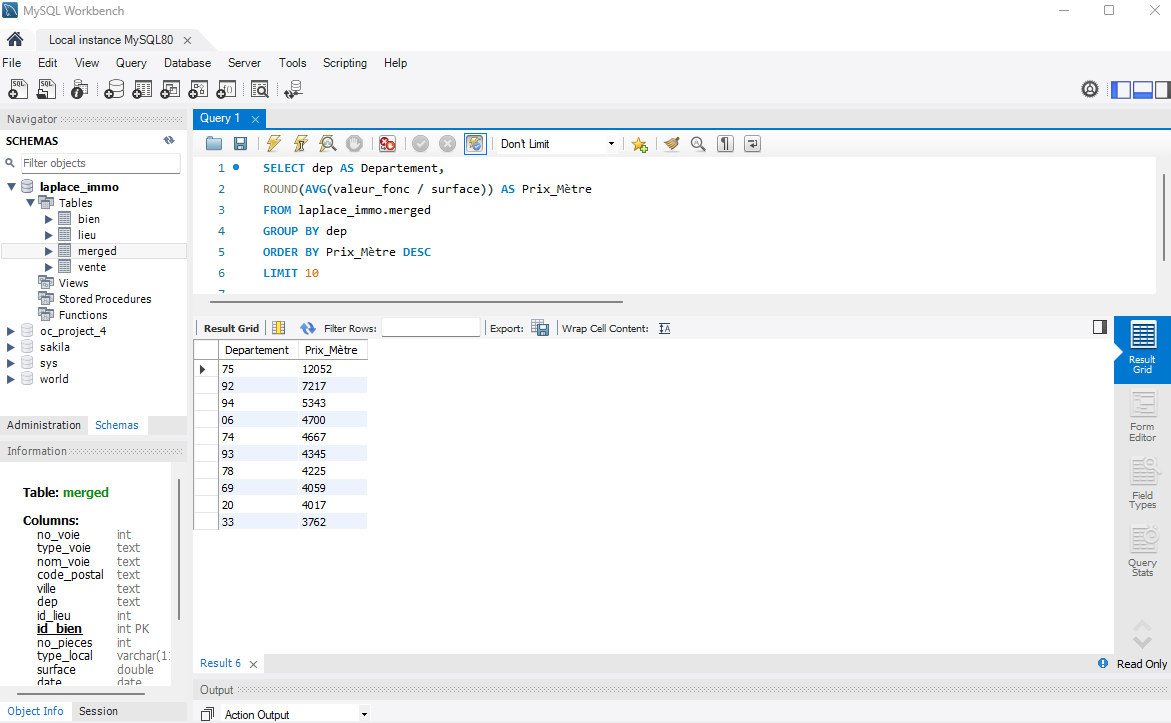 MySQL Workbench
Local instance MySQL80
File Edit View Query Database Server Tools Scripting Help
Navigator
SCHEMAS
Filter objects
laplace_immo
Tables
bien
lieu
merged
vente
Views
Stored Procedures
Functions
oc_project_4
sakila
sys
world
Administration Schemas
Information
Table: merged
Columns:
no_voie int
type_voie text
nom_voie text
code_postal text
ville text
dep text
id_lieu int
id_bien int PK
no_pieces int
type_local varchar(1
surface double
date date
Object Info Session
Query 1
Don't Limit
1 SELECT dep AS Departement,
2 ROUND(AVG(valeur_fonc / surface)) AS Prix_Mètre
3 FROM laplace_immo.merged
4 GROUP BY dep
5 ORDER BY Prix_Mètre DESC
6 LIMIT 10
7
Result Grid Filter Rows: Export: Wrap Cell Content:
Departement Prix_Mètre
75 12052
92 7217
94 5343
06 4700
74 4667
93 4345
78 4225
69 4059
20 4017
33 3762
Result
Grid
Form
Editor
Field
Types
Query
Stats
Result 6
Read Only
Output
Action Output